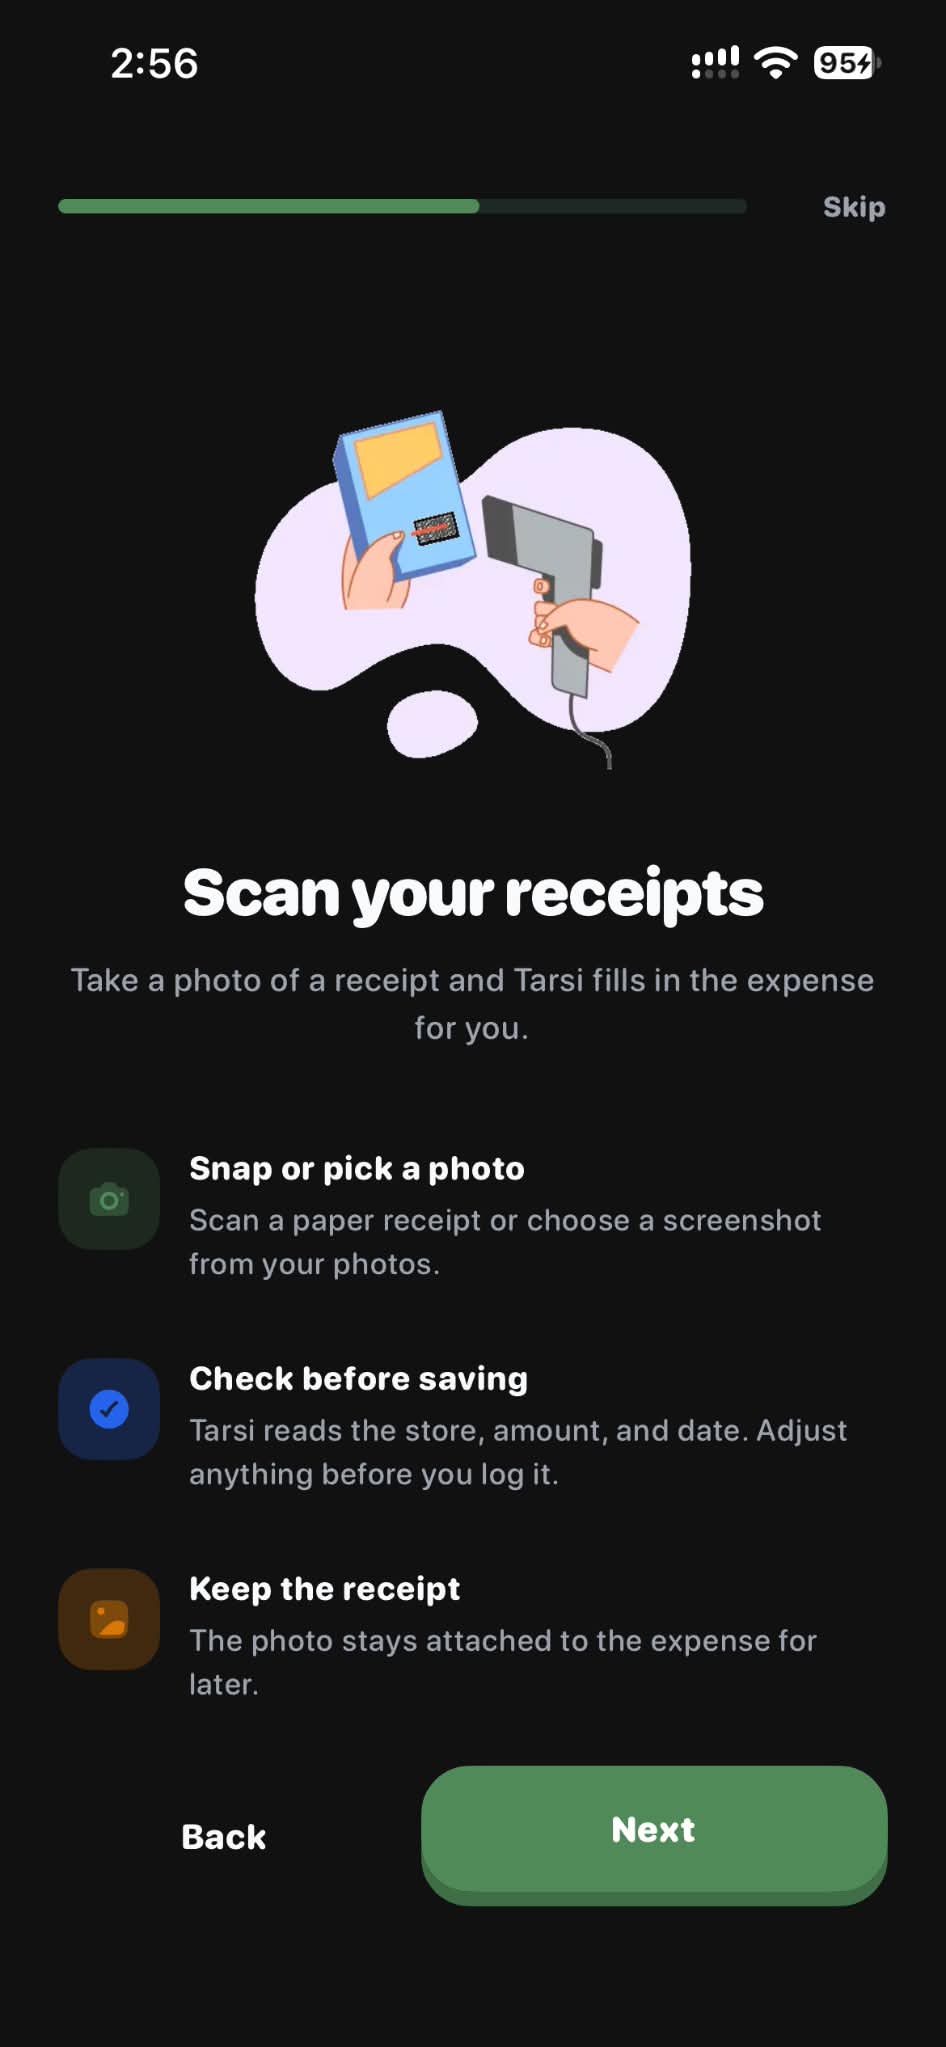 2:56
95
Skip
Scan your receipts
Take a photo of a receipt and Tarsi fills in the expense
for you.
Snap or pick a photo
Scan a paper receipt or choose a screenshot
from your photos.
Check before saving
Tarsi reads the store, amount, and date. Adjust
anything before you log it.
Keep the receipt
The photo stays attached to the expense for
later.
Back
Next